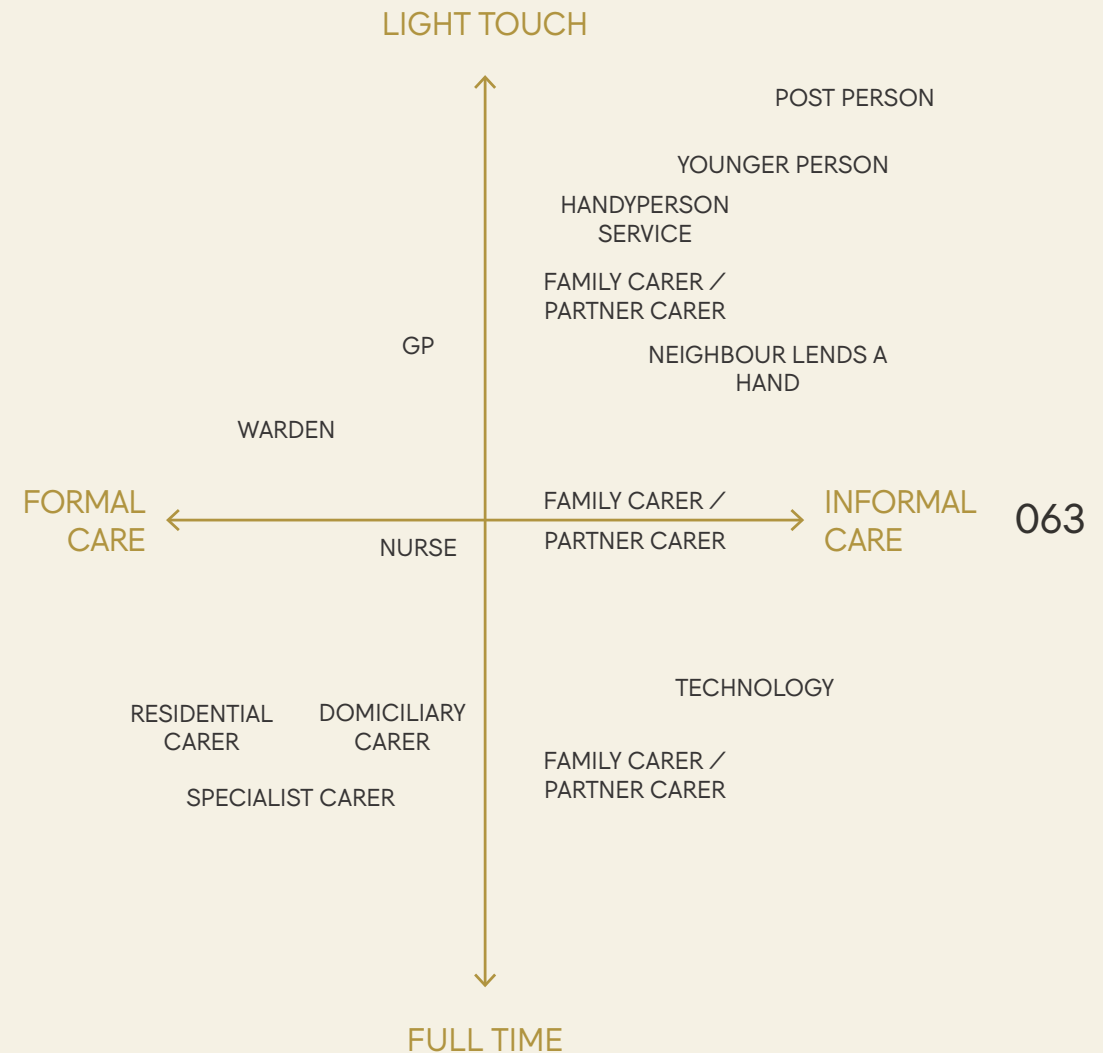 LIGHT TOUCH
POST PERSON
YOUNGER PERSON
HANDYPERSON
SERVICE
FAMILY CARER /
PARTNER CARER
GP
NEIGHBOUR LENDS A
HAND
WARDEN
FORMAL
CARE
FAMILY CARER /
PARTNER CARER
INFORMAL
CARE
063
NURSE
TECHNOLOGY
RESIDENTIAL
CARER
DOMICILIARY
CARER
FAMILY CARER /
PARTNER CARER
SPECIALIST CARER
FULL TIME